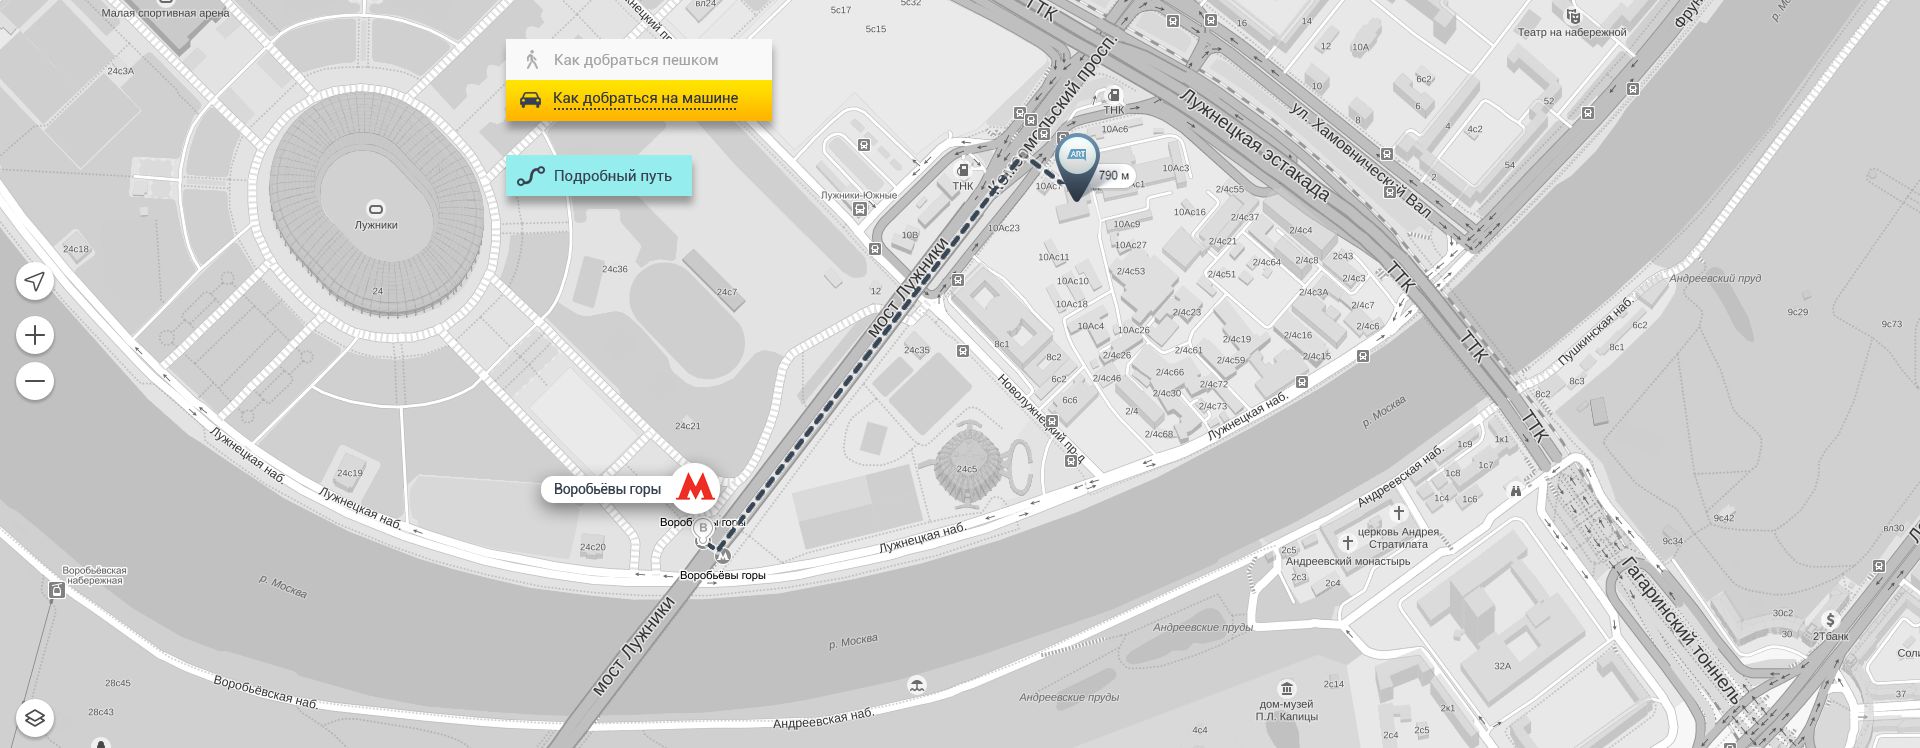 Малая спортивная арена
24с3А
Как добраться пешком
Как добраться на машине
Подробный путь
вл24
5с17
5с32
5с15
ТТК
Комсомольский просп.
ТНК
10Ас6
ART
790 м
10Ас3
Лужнецкая эстакада
ул. Хамовнический Вал
16
14
12
10А
10
8
6с2
6
4
4с2
52
54
Театр на набережной
Лужники
24
24с18
24с36
24с7
Лужники-Южные
ТНК
10В
12
мост Лужники
10Ас23
10Ас16
10Ас9
10Ас27
10Ас11
10Ас10
10Ас18
10Ас4
10Ас26
2/4с55
2/4с37
2/4с21
2/4с4
2/4с64
2/4с8
2с43
2/4с3
2/4с53
2/4с51
2/4с3А
2/4с7
2/4с6
2/4с23
2/4с16
2/4с15
2/4с19
2/4с59
2/4с61
2/4с26
2/4с66
2/4с72
2/4с46
2/4с30
2/4с73
2/4
2/4с68
8с1
8с2
6с2
6с6
24с35
24с21
24с19
24с20
24с5
Новолужнецкий пр-д
Лужнецкая наб.
Лужнецкая наб.
Лужнецкая наб.
Лужнецкая наб.
р. Москва
ТТК
ТТК
ТТК
Пушкинская наб.
Андреевский пруд
9с29
9с73
6с2
8с1
8с3
8с2
Воробьёвы горы
В
Воробьёвы горы
мост Лужники
Воробьёвская
набережная
р. Москва
р. Москва
Воробьёвская наб.
28с45
28с43
Андреевская наб.
Андреевская наб.
1с9
1к1
1с8
1с7
1с4
1с6
церковь Андрея
Стратилата
Андреевский монастырь
2с5
2с3
2с4
Андреевские пруды
Андреевские пруды
дом-музей
П.Л. Капицы
2с14
4с4
2к1
2с4
2с5
32А
Гагаринский тоннель
9с42
9с34
вл30
30с2
30
2Тбанк